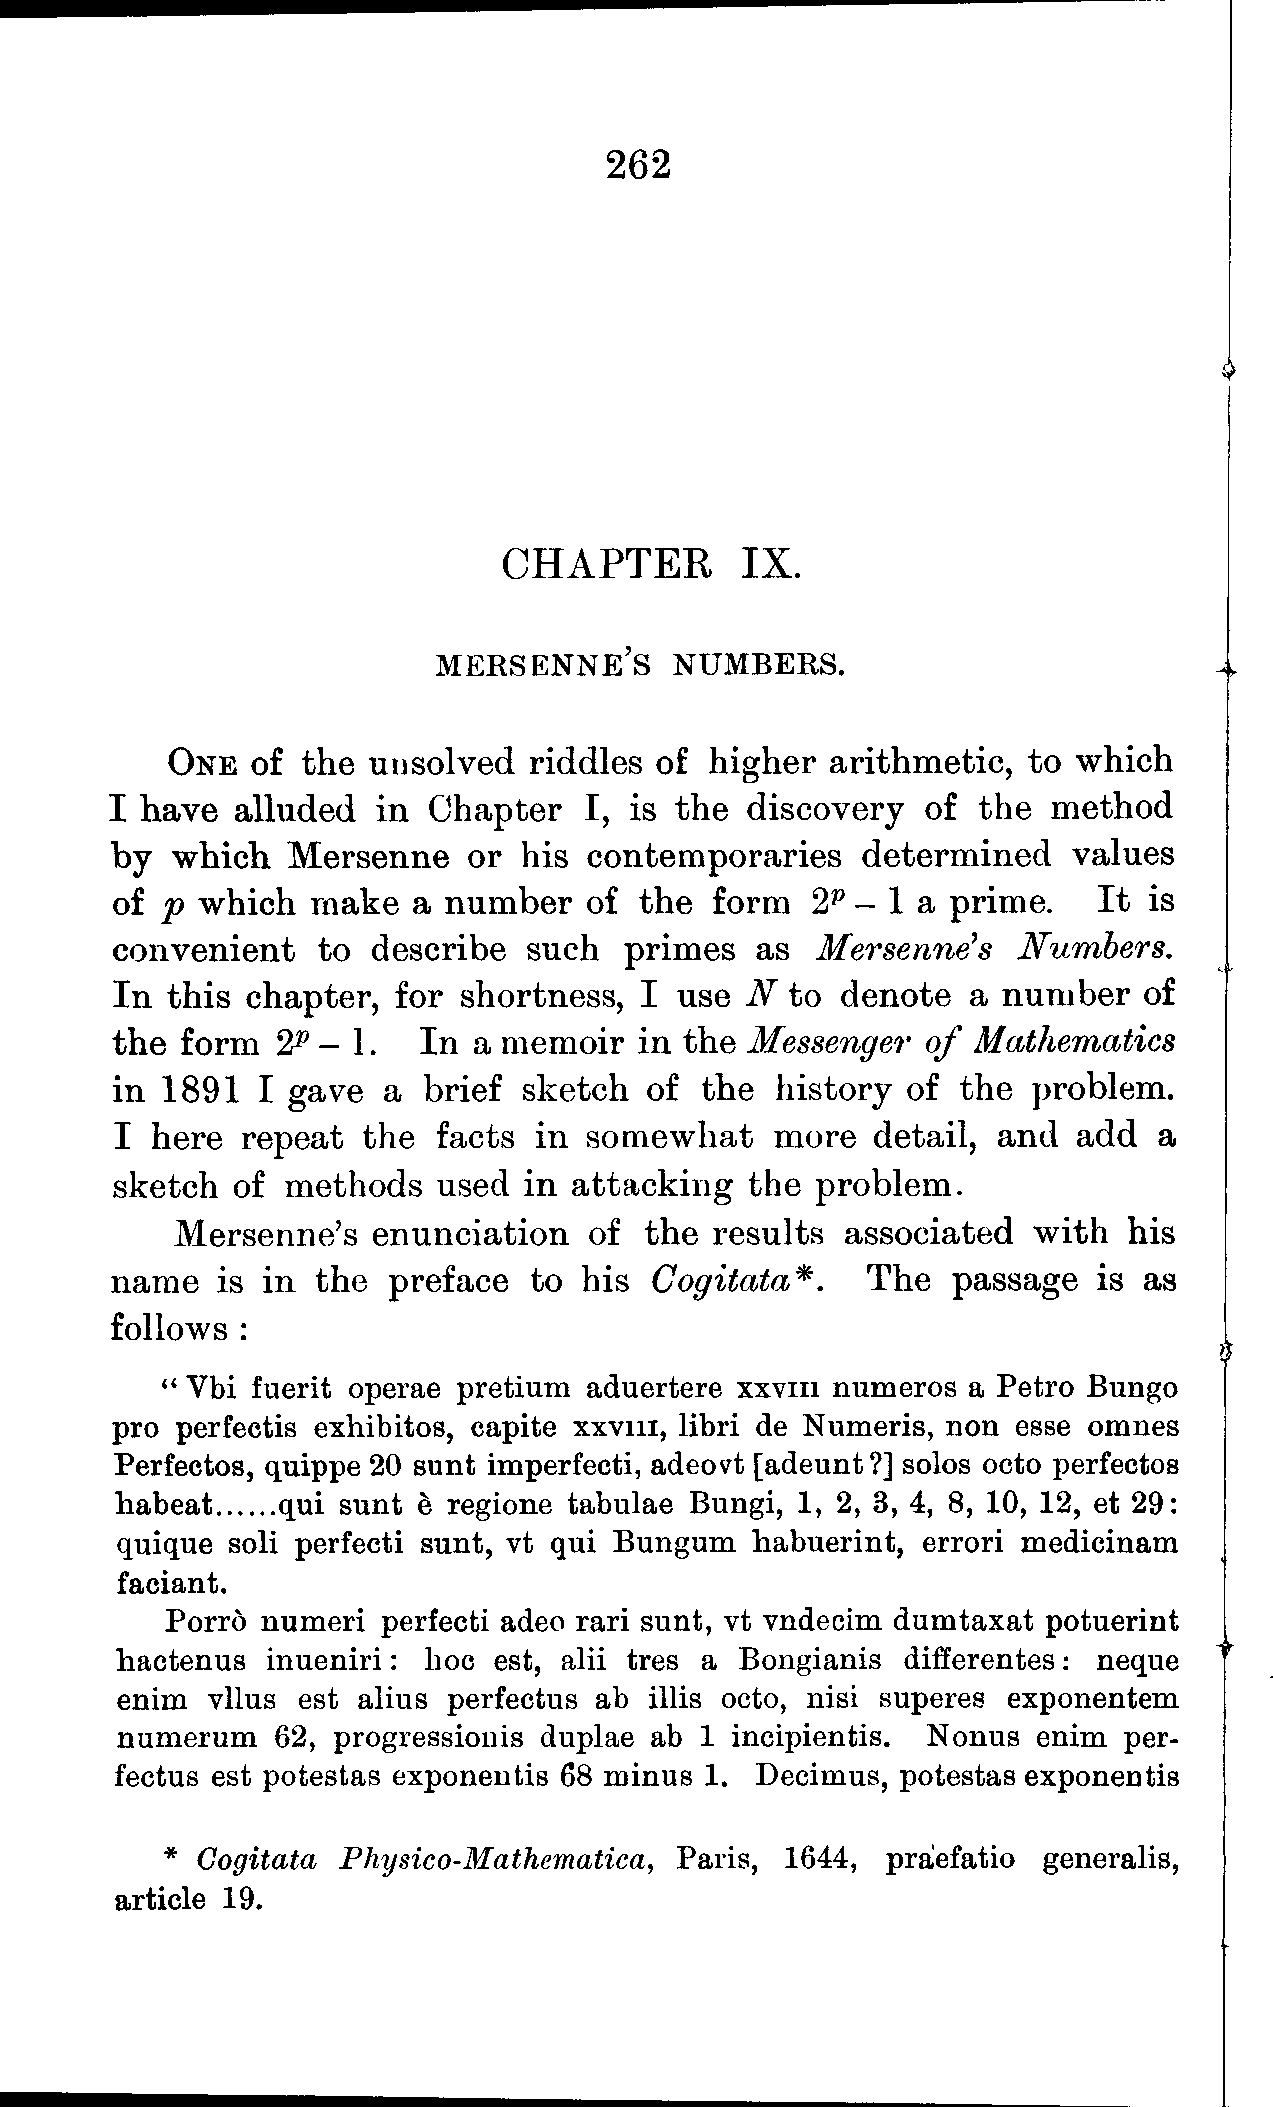 262
CHAPTER IX.
MERSENNE'S NUMBERS.
ONE of the unsolved riddles of higher arithmetic, to which
I have alluded in Chapter I, is the discovery of the method
by which Mersenne or his contemporaries determined values
of p which make a number of the form 2ᵖ – 1 a prime. It is
convenient to describe such primes as Mersenne's Numbers.
In this chapter, for shortness, I use N to denote a number of
the form 2ᵖ – 1. In a memoir in the Messenger of Mathematics
in 1891 I gave a brief sketch of the history of the problem.
I here repeat the facts in somewhat more detail, and add a
sketch of methods used in attacking the problem.
Mersenne's enunciation of the results associated with his
name is in the preface to his Cogitata*. The passage is as
follows :
“ Vbi fuerit operae pretium aduertere XXVIII numeros a Petro Bungo
pro perfectis exhibitos, capite XXVIII, libri de Numeris, non esse omnes
Perfectos, quippe 20 sunt imperfecti, adeovt [adeunt?] solos octo perfectos
habeat......qui sunt è regione tabulae Bungi, 1, 2, 3, 4, 8, 10, 12, et 29:
quique soli perfecti sunt, vt qui Bungum habuerint, errori medicinam
faciant.
Porrò numeri perfecti adeo rari sunt, vt vndecim dumtaxat potuerint
hactenus inueniri: hoc est, alii tres a Bongianis differentes: neque
enim vllus est alius perfectus ab illis octo, nisi superes exponentem
numerum 62, progressionis duplae ab 1 incipientis. Nonus enim per-
fectus est potestas exponentis 68 minus 1. Decimus, potestas exponentis
* Cogitata Physico-Mathematica, Paris, 1644, praefatio generalis,
article 19.